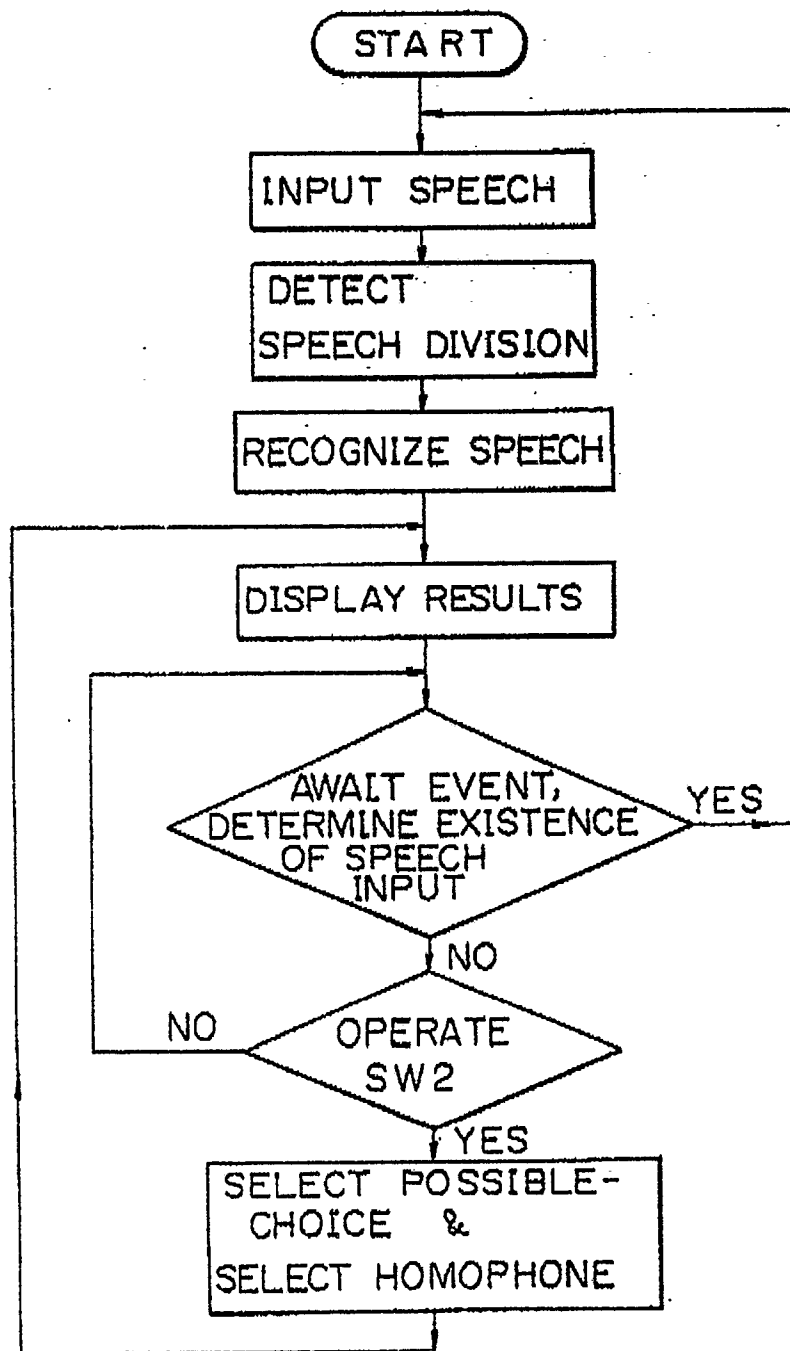 START
INPUT SPEECH
DETECT
SPEECH DIVISION
RECOGNIZE SPEECH
DISPLAY RESULTS
AWAIT EVENT,
DETERMINE EXISTENCE
OF SPEECH
INPUT
YES
NO
OPERATE
SW2
NO
YES
SELECT POSSIBLE-
CHOICE &
SELECT HOMOPHONE